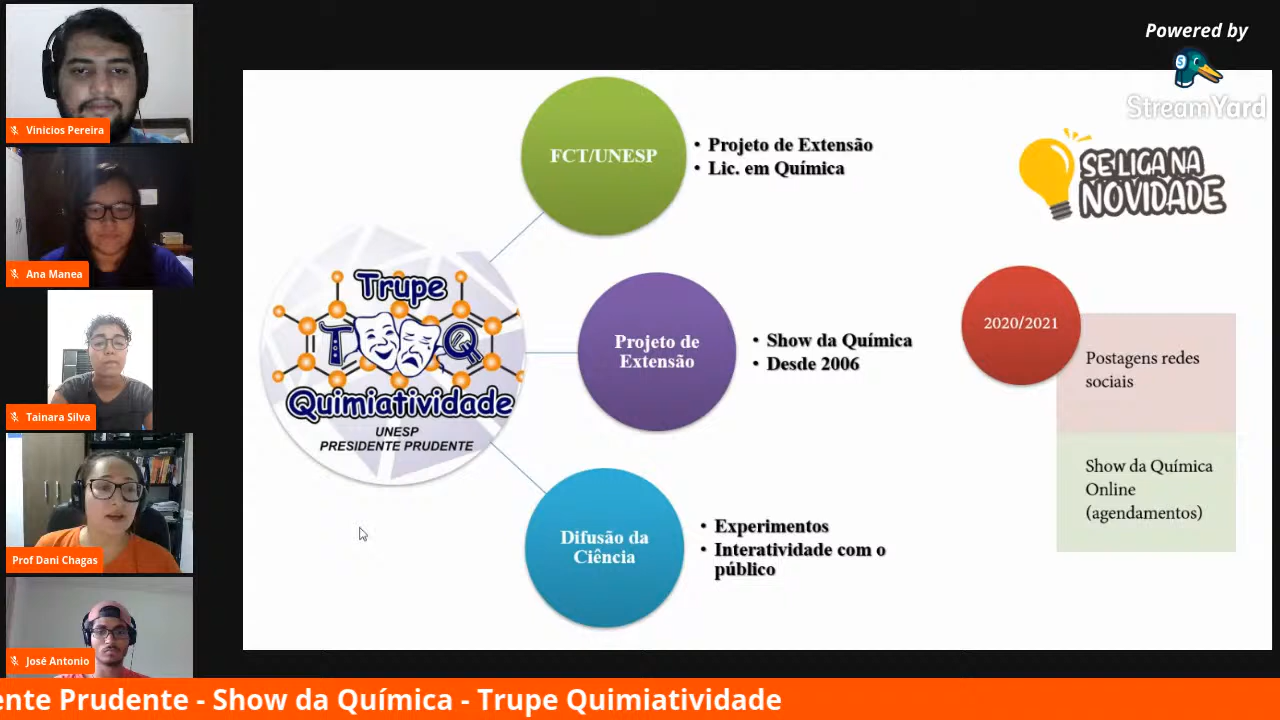 Vinicios Pereira
Ana Manea
Tainara Silva
Prof Dani Chagas
José Antonio
Powered by
StreamYard
SE LIGA NA
NOVIDADE
FCT/UNESP
• Projeto de Extensão
• Lic. em Química
Trupe
T Q
Quimiatividade
UNESP
PRESIDENTE PRUDENTE
Projeto de
Extensão
• Show da Química
• Desde 2006
Difusão da
Ciência
• Experimentos
• Interatividade com o
público
2020/2021
Postagens redes
sociais
Show da Química
Online
(agendamentos)
ente Prudente - Show da Química - Trupe Quimiatividade